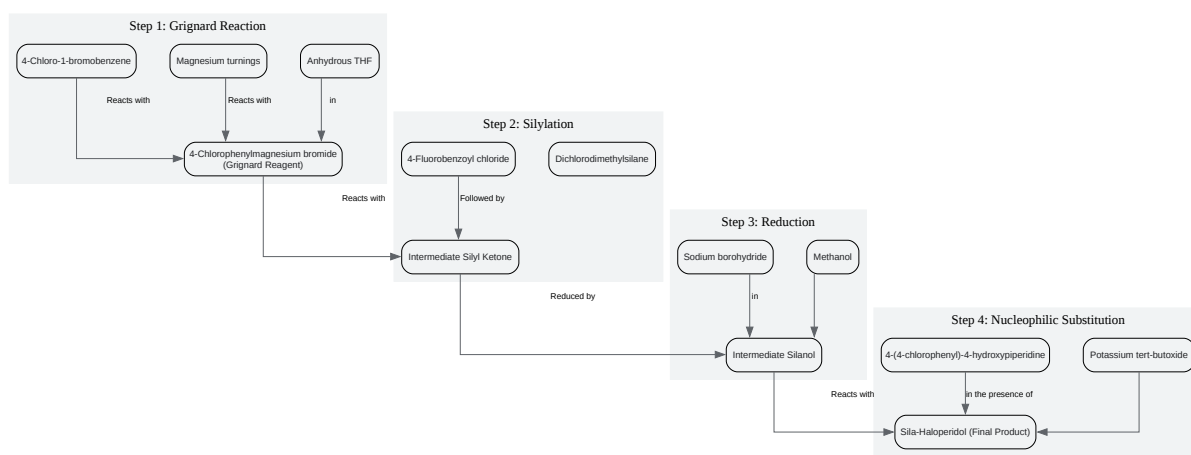 Step 1: Grignard Reaction
4-Chloro-1-bromobenzene
Magnesium turnings
Anhydrous THF
Reacts with
Reacts with
in
4-Chlorophenylmagnesium bromide
(Grignard Reagent)
Step 2: Silylation
4-Fluorobenzoyl chloride
Dichlorodimethylsilane
Reacts with
Followed by
Intermediate Silyl Ketone
Step 3: Reduction
Sodium borohydride
Methanol
Reduced by
in
Intermediate Silanol
Step 4: Nucleophilic Substitution
4-(4-chlorophenyl)-4-hydroxypiperidine
Potassium tert-butoxide
Reacts with
in the presence of
Sila-Haloperidol (Final Product)